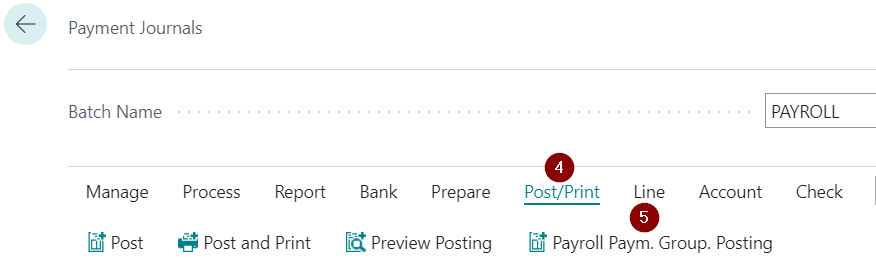 Payment Journals
Batch Name PAYROLL
4
Manage Process Report Bank Prepare Post/Print Line Account Check
5
Post Post and Print Preview Posting Payroll Paym. Group. Posting